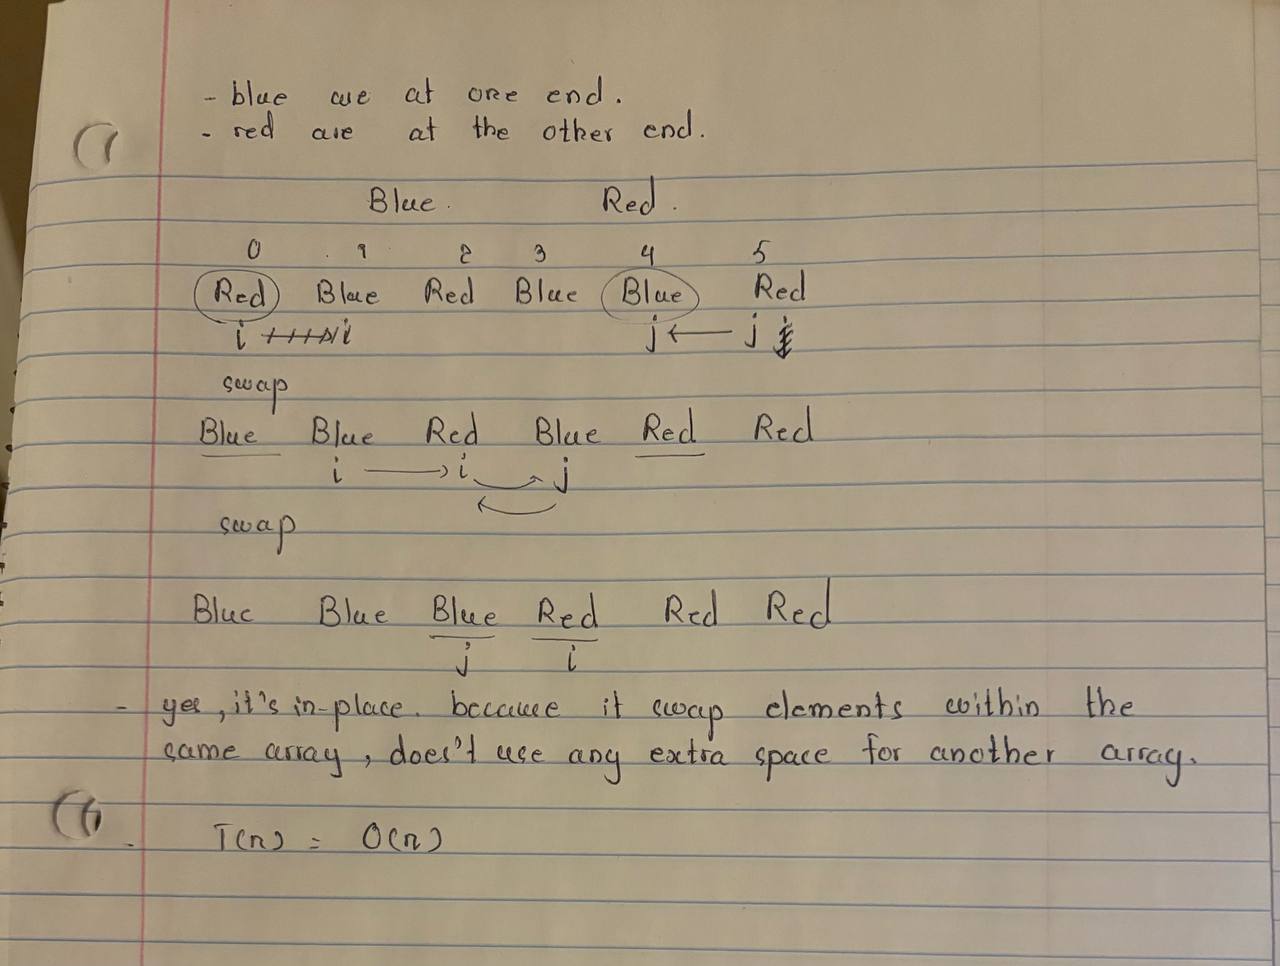 - blue are at one end.
- red are at the other end.
Blue. Red.
0 1 2 3 4 5
Red Blue Red Blue Blue Red
i i j j
swap
Blue Blue Red Blue Red Red
i i j
swap
Blue Blue Blue Red Red Red
j i
- yes, it's in-place. because it swap elements within the
same array, does't use any extra space for another array.
- T(n) = O(n)